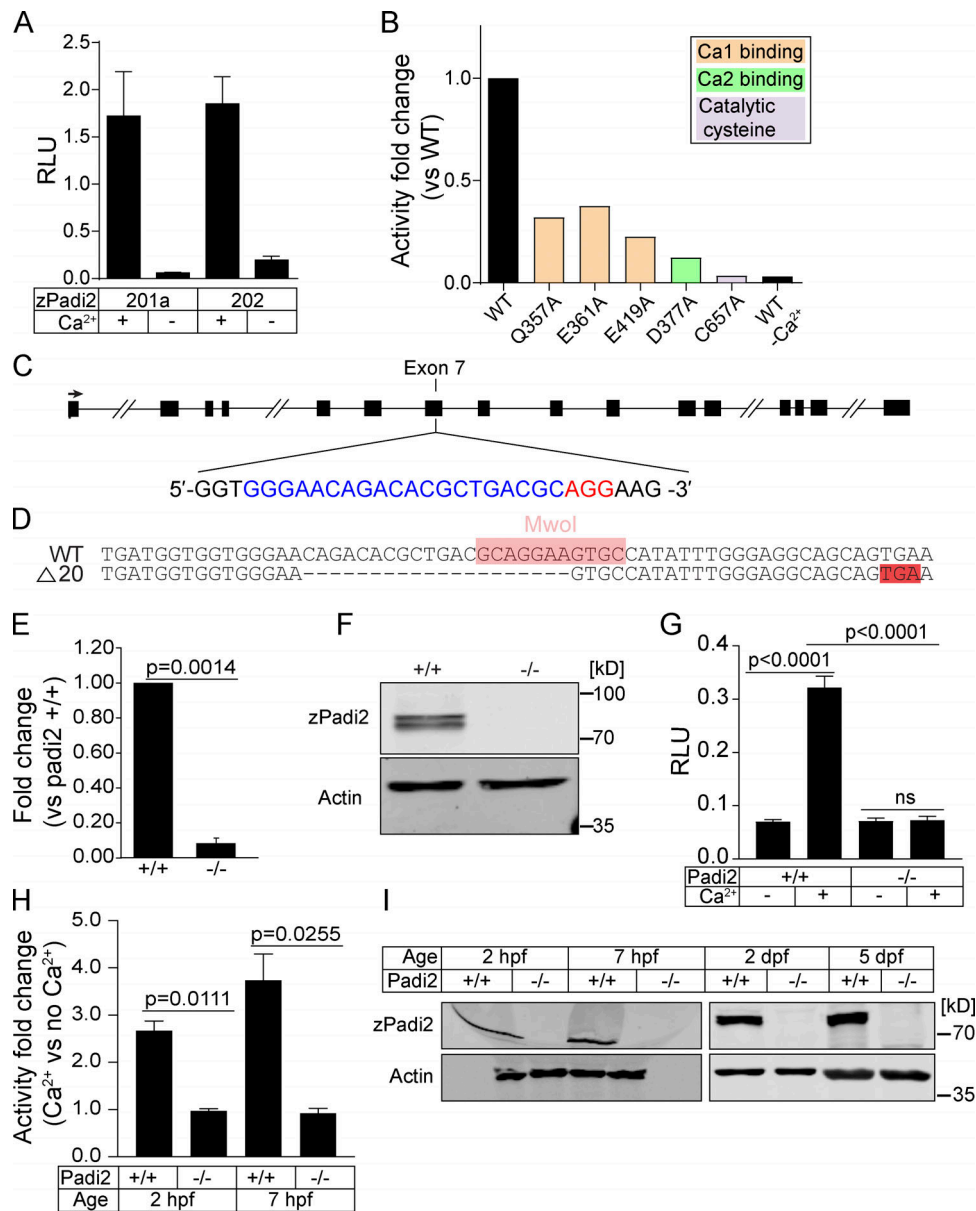 A
RLU
2.5
2.0
1.5
1.0
0.5
0.0
zPadi2 201a 202
Ca²⁺ + - + -
B
Activity fold change
(vs WT)
1.0
0.5
0.0
Ca1 binding
Ca2 binding
Catalytic
cysteine
WT Q357A E361A E419A D377A C657A WT
-Ca²⁺
C
Exon 7
5′-GGTGGGAACAGACACGCTGACGCAGGAAG -3′
D
MwoI
WT TGATGGTGGTGGGAACAGACACGCTGACGCAGGAAGTGCCATATTTGGGAGGCAGCAGTGAA
△20 TGATGGTGGTGGGAA--------------------GTGCCATATTTGGGAGGCAGCAGTGAA
E
Fold change
(vs padi2 +/+)
1.20
1.00
0.80
0.60
0.40
0.20
0.00
p=0.0014
+/+ -/-
F
+/+ -/- [kD]
zPadi2
100
70
Actin
35
G
RLU
0.4
0.3
0.2
0.1
0.0
p<0.0001
p<0.0001
ns
Padi2 +/+ -/-
Ca²⁺ - + - +
H
Activity fold change
(Ca²⁺ vs no Ca²⁺)
5.0
4.0
3.0
2.0
1.0
0.0
p=0.0111
p=0.0255
Padi2 +/+ -/- +/+ -/-
Age 2 hpf 7 hpf
I
Age 2 hpf 7 hpf 2 dpf 5 dpf
Padi2 +/+ -/- +/+ -/- +/+ -/- +/+ -/-
[kD]
zPadi2
70
Actin
35